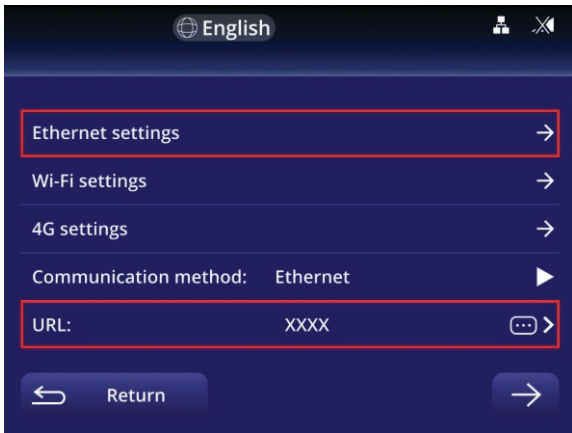 English
Ethernet settings
Wi-Fi settings
4G settings
Communication method: Ethernet
URL: XXXX
Return